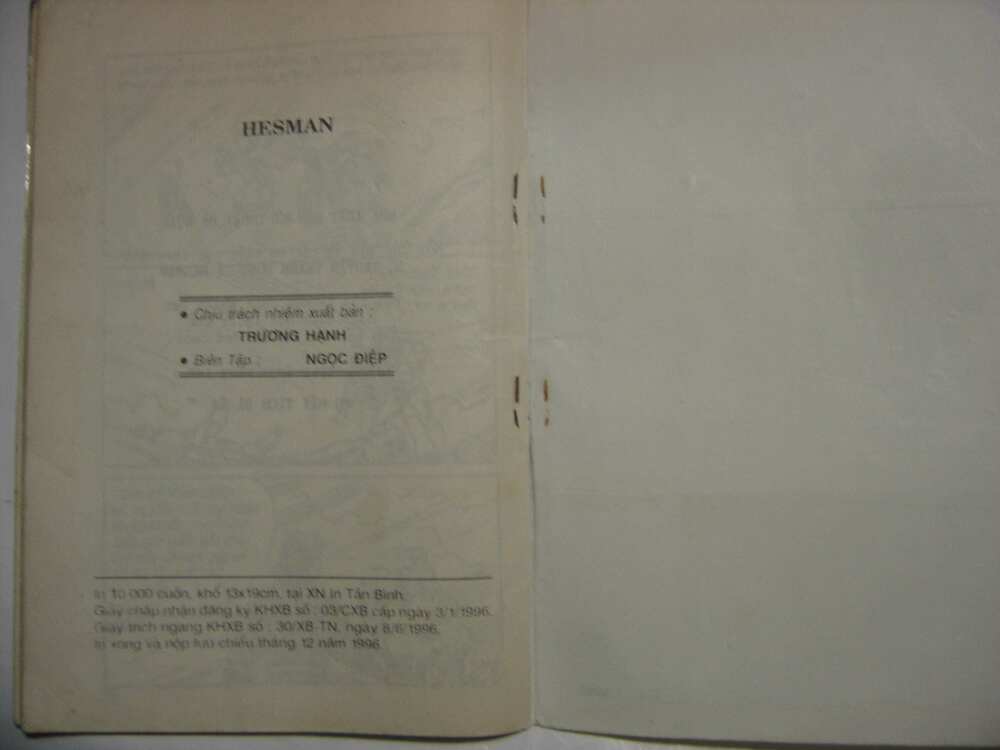 HESMAN
• Chịu trách nhiệm xuất bản :
TRƯƠNG HẠNH
• Biên Tập : NGỌC ĐIỆP
In 10 000 cuốn, khổ 13x19cm, tại XN In Tân Bình.
Giấy chấp nhận đăng ký KHXB số : 03/CXB cấp ngày 3/1/1996.
Giấy trích ngang KHXB số : 30/XB-TN, ngày 8/6/1996.
In xong và nộp lưu chiểu tháng 12 năm 1996.